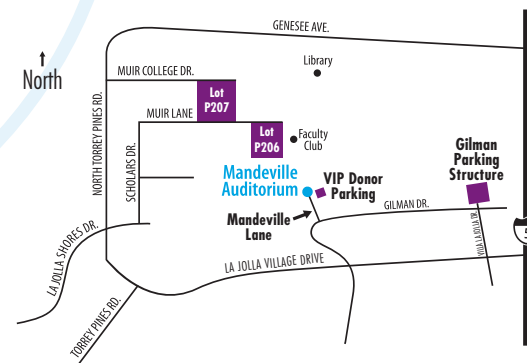 GENESEE AVE.
North
Library
MUIR COLLEGE DR.
Lot
P207
NORTH TORREY PINES RD.
MUIR LANE
Lot
P206
Faculty
Club
SCHOLARS DR.
Gilman
Parking
Structure
Mandeville
Auditorium
VIP Donor
Parking
GILMAN DR.
Mandeville
Lane
LA JOLLA SHORES DR.
VILLA LA JOLLA DR.
LA JOLLA VILLAGE DRIVE
TORREY PINES RD.